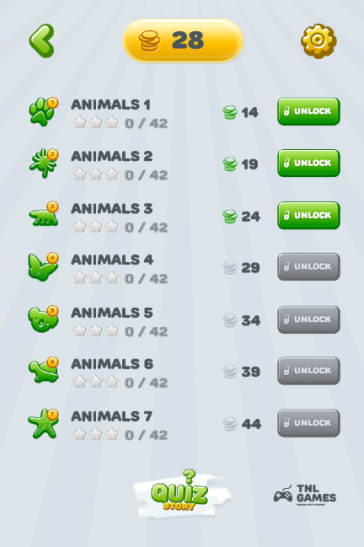 28
1
ANIMALS 1
0 / 42
14
UNLOCK
2
ANIMALS 2
0 / 42
19
UNLOCK
3
ANIMALS 3
0 / 42
24
UNLOCK
4
ANIMALS 4
0 / 42
29
UNLOCK
5
ANIMALS 5
0 / 42
34
UNLOCK
6
ANIMALS 6
0 / 42
39
UNLOCK
7
ANIMALS 7
0 / 42
44
UNLOCK
?
QUIZ
STORY
TNL
GAMES